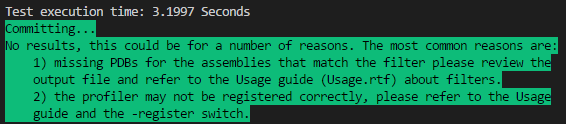 Test execution time: 3.1997 Seconds
Committing...
No results, this could be for a number of reasons. The most common reasons are:
1) missing PDBs for the assemblies that match the filter please review the
output file and refer to the Usage guide (Usage.rtf) about filters.
2) the profiler may not be registered correctly, please refer to the Usage
guide and the -register switch.